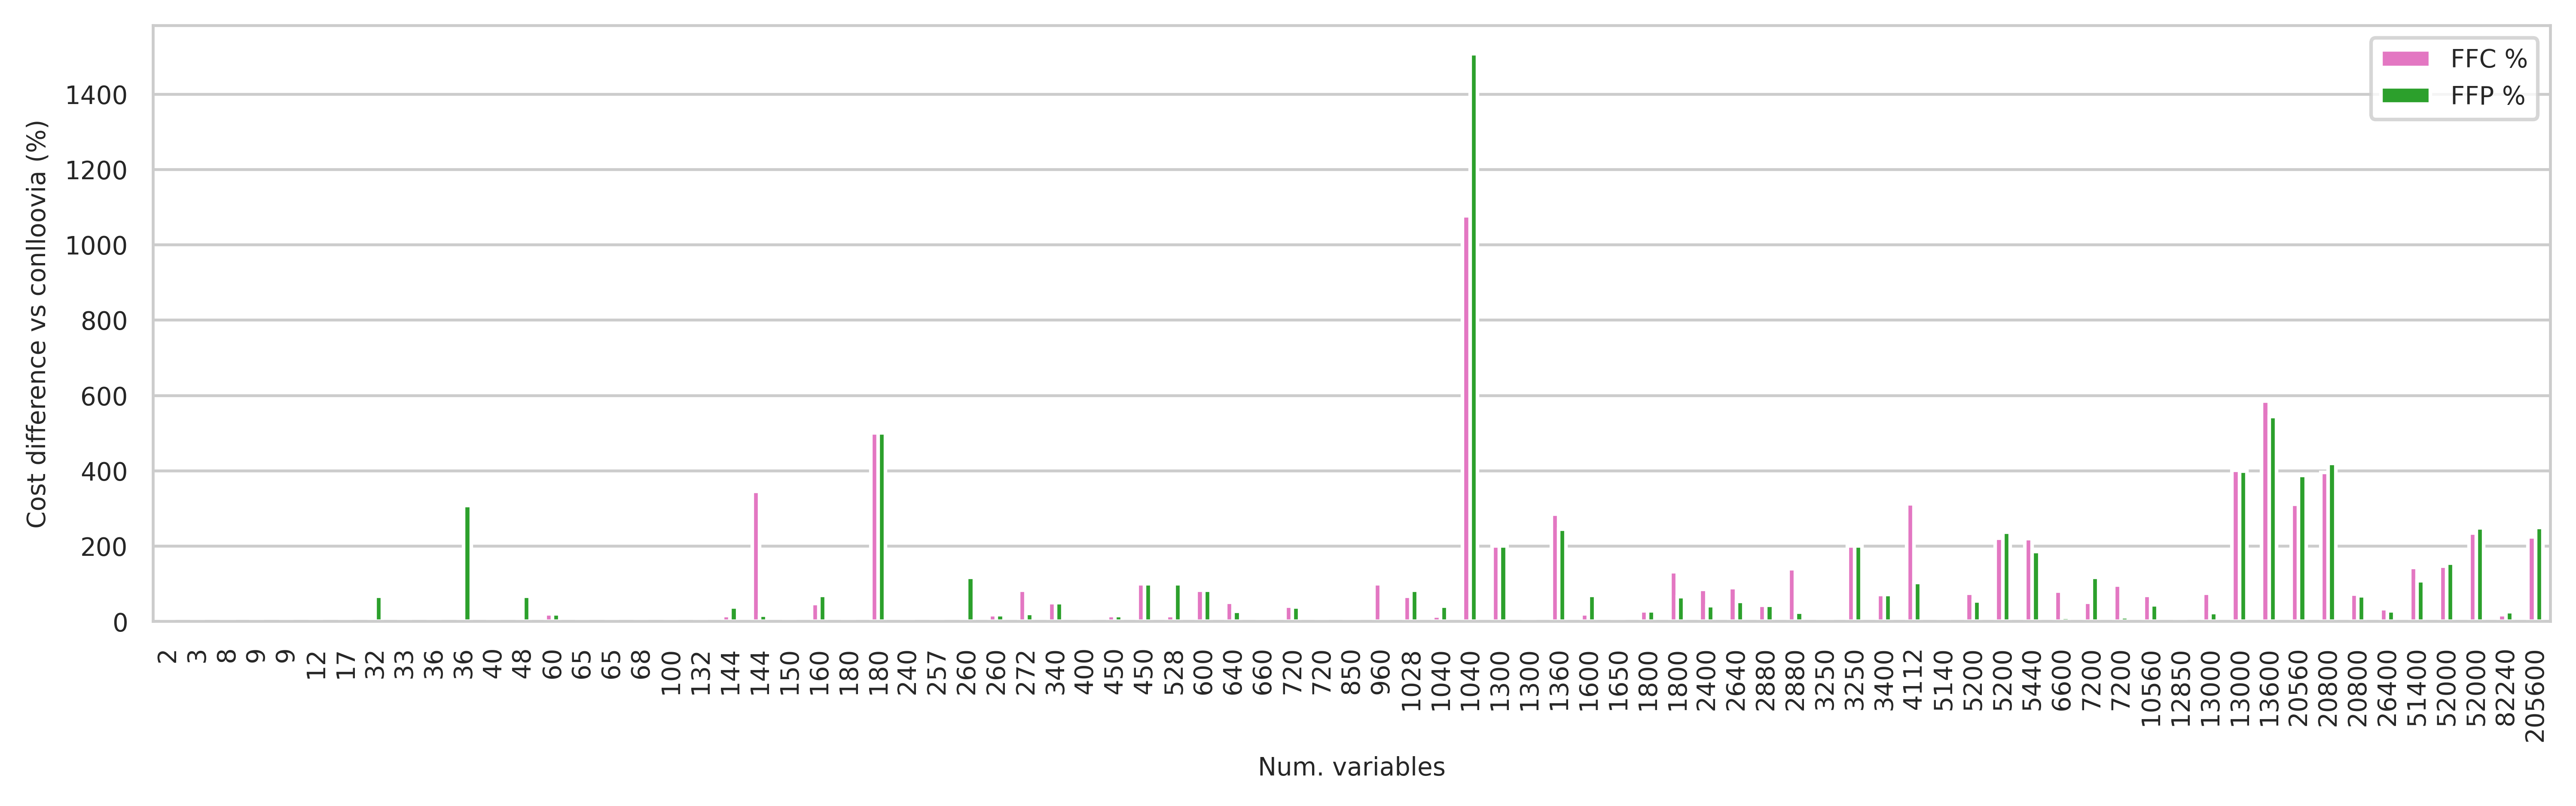 Cost difference vs conlloovia (%)
1400
1200
1000
800
600
400
200
0
FFC %
FFP %
2 3 8 9 9 12 17 32 33 36 36 40 48 60 65 65 68 100 132 144 144 150 160 180 180 240 257 260 260 272 340 400 450 450 528 600 640 660 720 720 850 960 1028 1040 1040 1300 1300 1360 1600 1650 1800 1800 2400 2640 2880 2880 3250 3250 3400 4112 5140 5200 5200 5440 6600 7200 7200 10560 12850 13000 13000 13600 20560 20800 20800 26400 51400 52000 52000 82240 205600
Num. variables